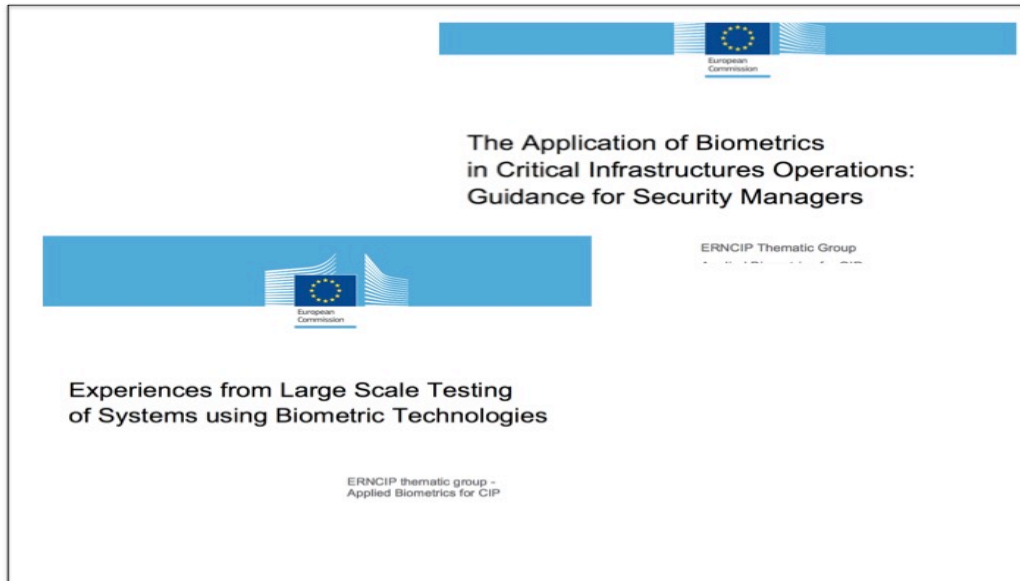 European
Commission
The Application of Biometrics
in Critical Infrastructures Operations:
Guidance for Security Managers
ERNCIP Thematic Group
European
Commission
Experiences from Large Scale Testing
of Systems using Biometric Technologies
ERNCIP thematic group -
Applied Biometrics for CIP